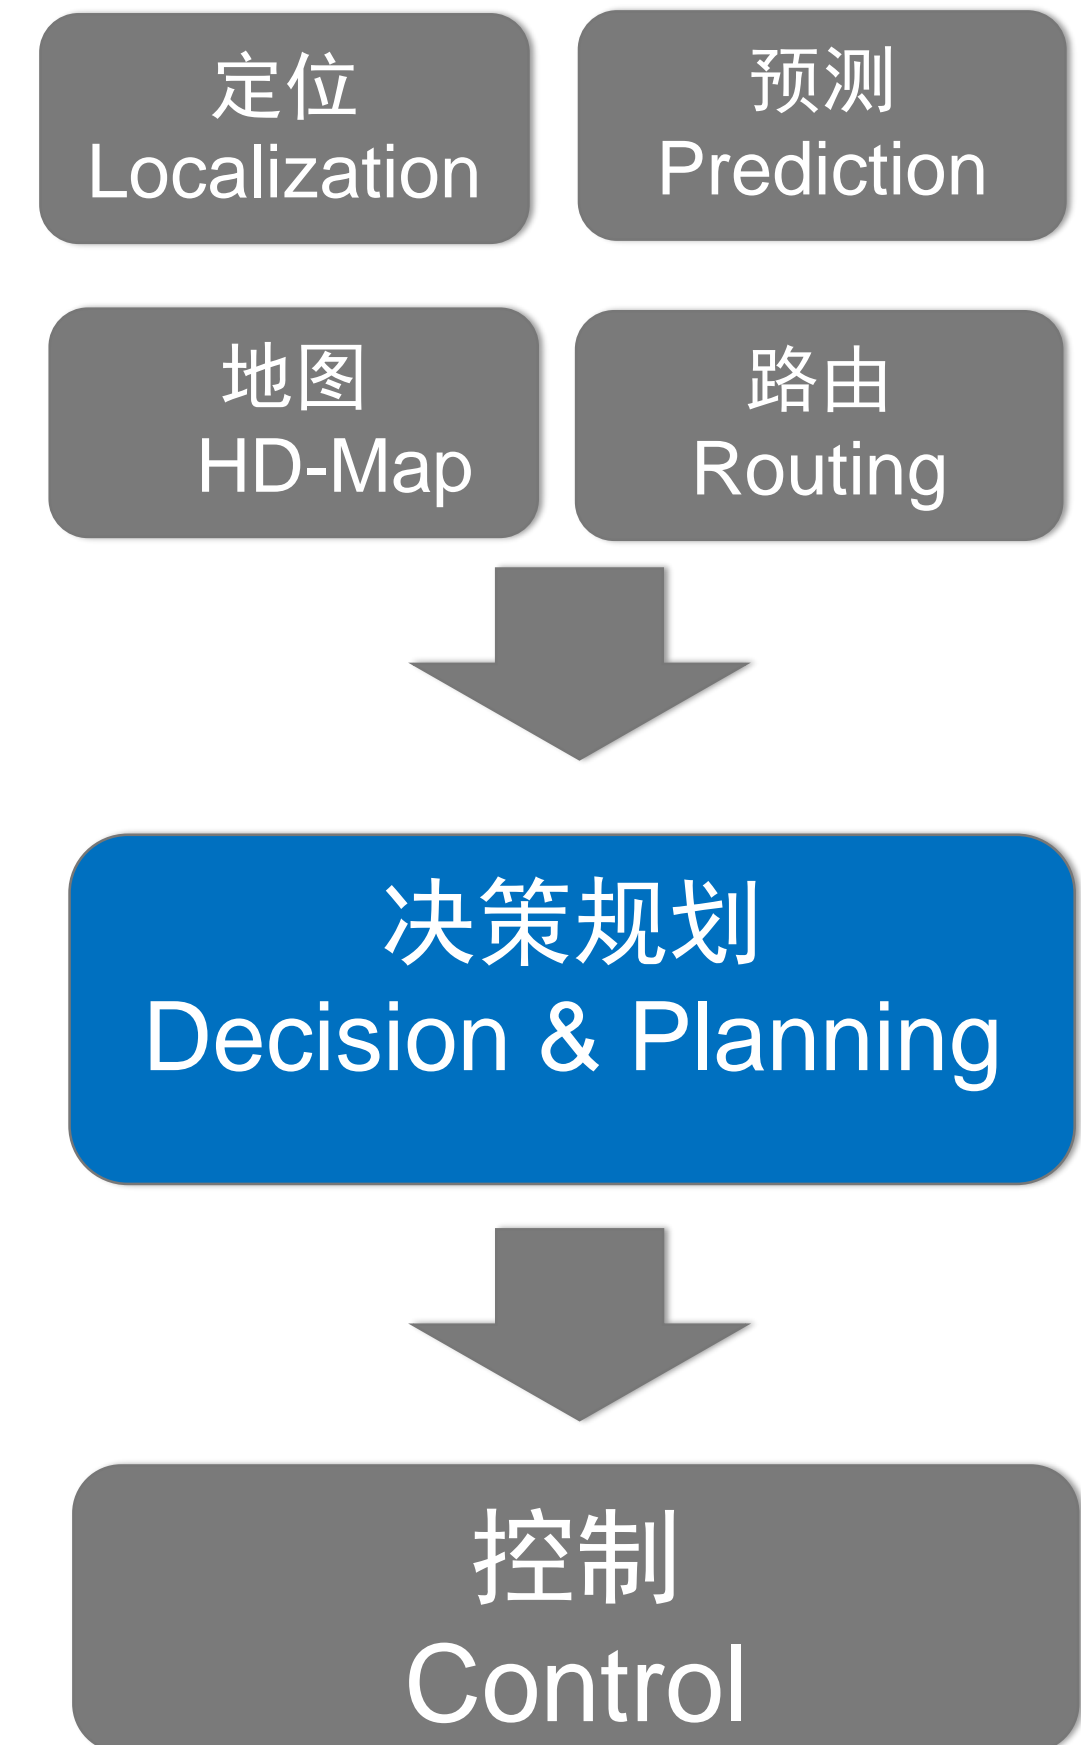 定位
Localization
预测
Prediction
地图
HD-Map
路由
Routing
决策规划
Decision & Planning
控制
Control